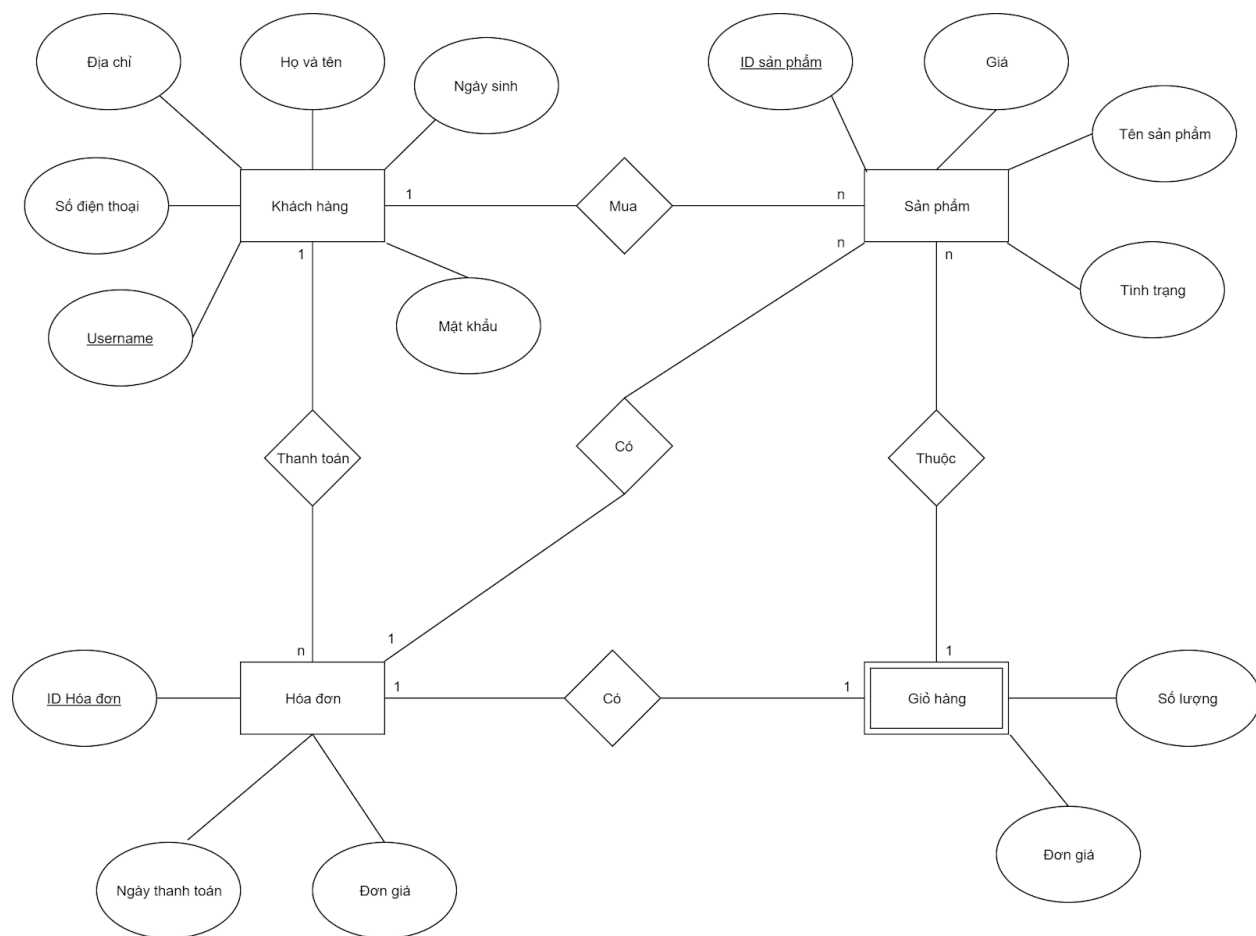 Địa chỉ
Họ và tên
Ngày sinh
ID sản phẩm
Giá
Tên sản phẩm
Số điện thoại
Khách hàng
1
Mua
n
Sản phẩm
1
n
n
Tình trạng
Username
Mật khẩu
Thanh toán
Có
Thuộc
n
1
1
ID Hóa đơn
Hóa đơn
1
Có
1
Giỏ hàng
Số lượng
Ngày thanh toán
Đơn giá
Đơn giá